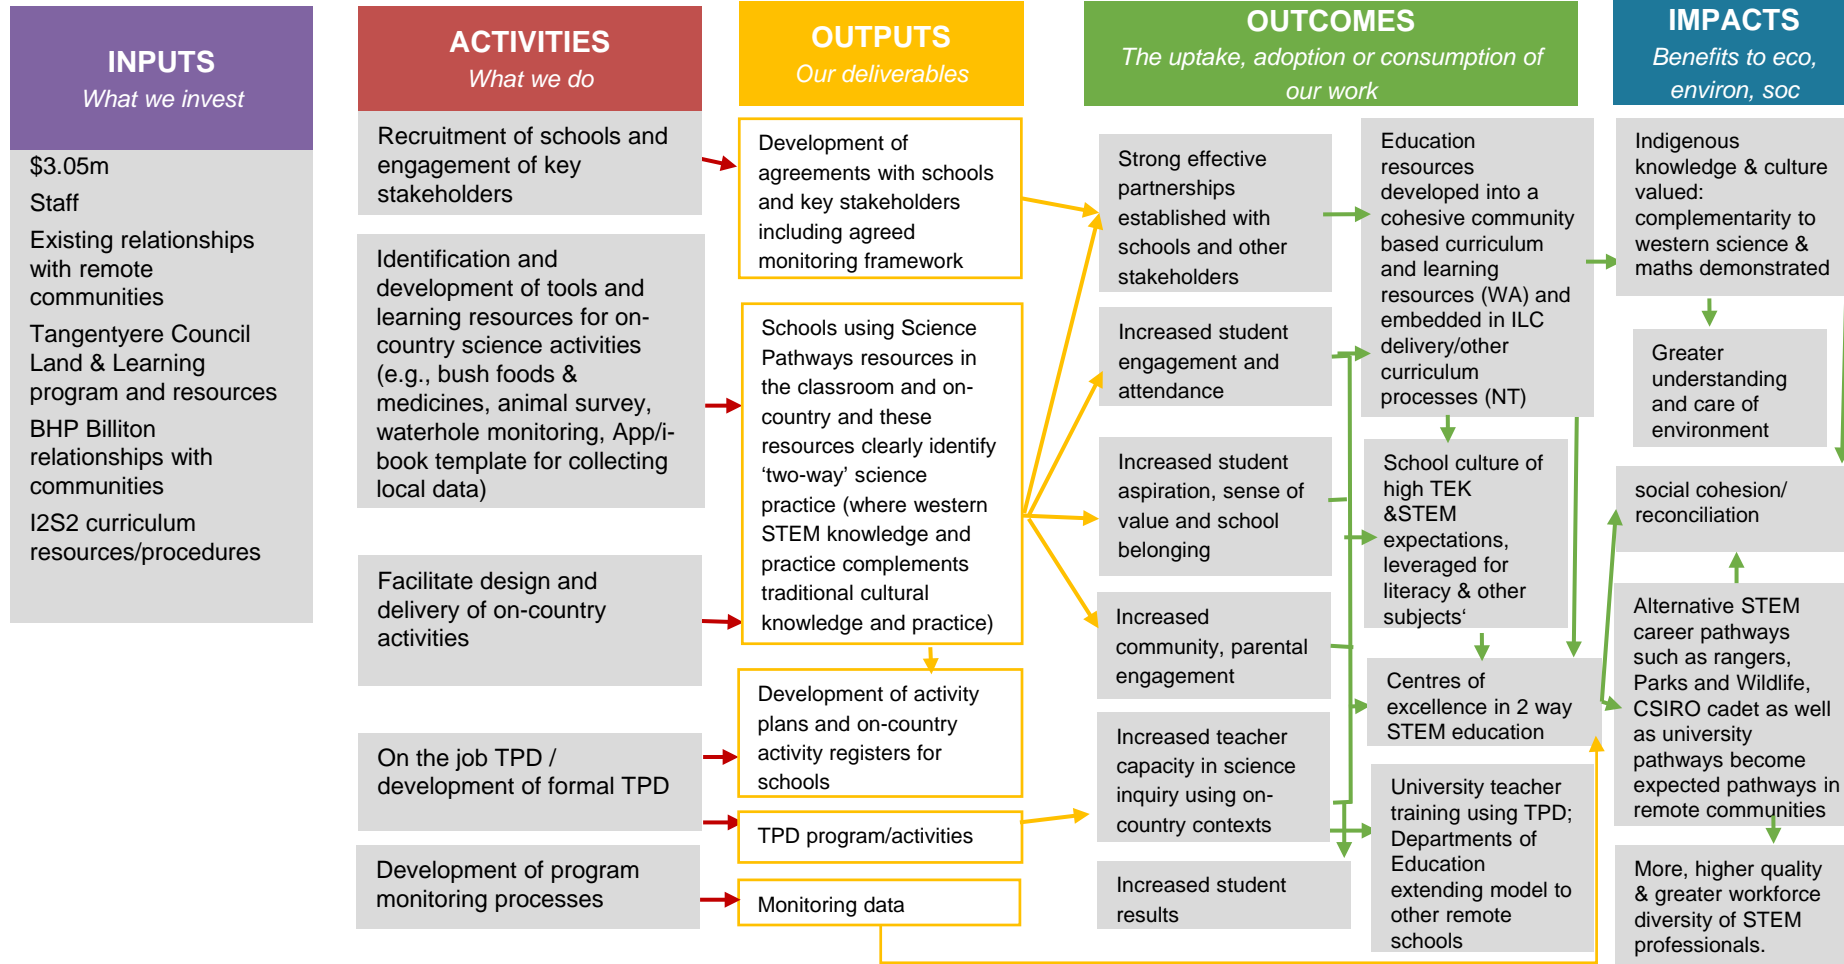 INPUTS
What we invest
$3.05m
Staff
Existing relationships
with remote
communities
Tangentyere Council
Land & Learning
program and resources
BHP Billiton
relationships with
communities
I2S2 curriculum
resources/procedures
ACTIVITIES
What we do
Recruitment of schools and
engagement of key
stakeholders
Identification and
development of tools and
learning resources for on-
country science activities
(e.g., bush foods &
medicines, animal survey,
waterhole monitoring, App/i-
book template for collecting
local data)
Facilitate design and
delivery of on-country
activities
On the job TPD /
development of formal TPD
Development of program
monitoring processes
OUTPUTS
Our deliverables
Development of
agreements with schools
and key stakeholders
including agreed
monitoring framework
Schools using Science
Pathways resources in
the classroom and on-
country and these
resources clearly identify
‘two-way’ science
practice (where western
STEM knowledge and
practice complements
traditional cultural
knowledge and practice)
Development of activity
plans and on-country
activity registers for
schools
TPD program/activities
Monitoring data
OUTCOMES
The uptake, adoption or consumption of
our work
Strong effective
partnerships
established with
schools and other
stakeholders
Increased student
engagement and
attendance
Increased student
aspiration, sense of
value and school
belonging
Increased
community, parental
engagement
Increased teacher
capacity in science
inquiry using on-
country contexts
Increased student
results
Education
resources
developed into a
cohesive community
based curriculum
and learning
resources (WA) and
embedded in ILC
delivery/other
curriculum
processes (NT)
School culture of
high TEK
&STEM
expectations,
leveraged for
literacy & other
subjects‘
Centres of
excellence in 2 way
STEM education
University teacher
training using TPD;
Departments of
Education
extending model to
other remote
schools
IMPACTS
Benefits to eco,
environ, soc
Indigenous
knowledge & culture
valued:
complementarity to
western science &
maths demonstrated
Greater
understanding
and care of
environment
social cohesion/
reconciliation
Alternative STEM
career pathways
such as rangers,
Parks and Wildlife,
CSIRO cadet as well
as university
pathways become
expected pathways in
remote communities
More, higher quality
& greater workforce
diversity of STEM
professionals.